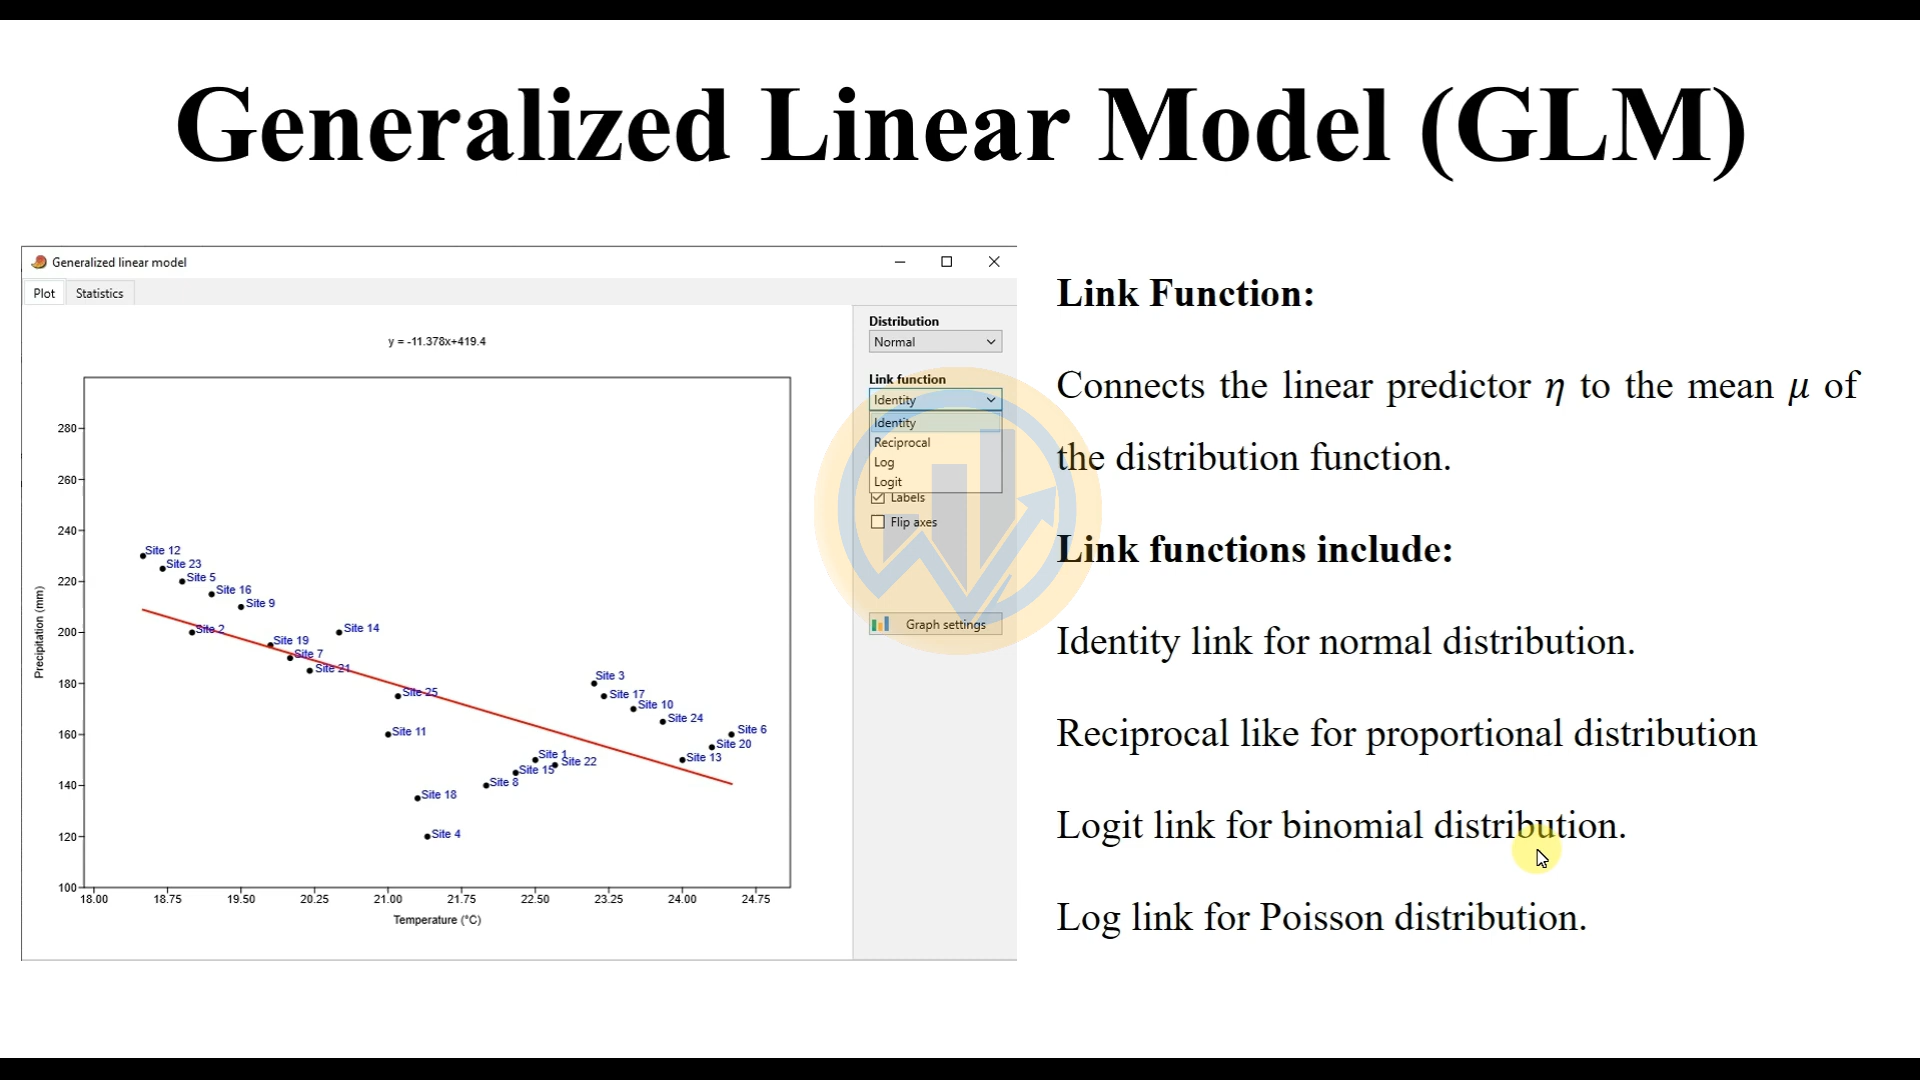 Generalized Linear Model (GLM)
Generalized linear model
Plot Statistics
y = -11.378x+419.4
Precipitation (mm)
280
260
240
220
200
180
160
140
120
100
Site 12
Site 23
Site 5
Site 16
Site 9
Site 2
Site 14
Site 19
Site 7
Site 21
Site 25
Site 11
Site 3
Site 17
Site 10
Site 24
Site 6
Site 20
Site 13
Site 1
Site 22
Site 15
Site 8
Site 18
Site 4
18.00 18.75 19.50 20.25 21.00 21.75 22.50 23.25 24.00 24.75
Temperature (°C)
Distribution
Normal
Link function
Identity
Identity
Reciprocal
Log
Logit
Labels
Flip axes
Graph settings
Link Function:
Connects the linear predictor η to the mean μ of
the distribution function.
Link functions include:
Identity link for normal distribution.
Reciprocal like for proportional distribution
Logit link for binomial distribution.
Log link for Poisson distribution.